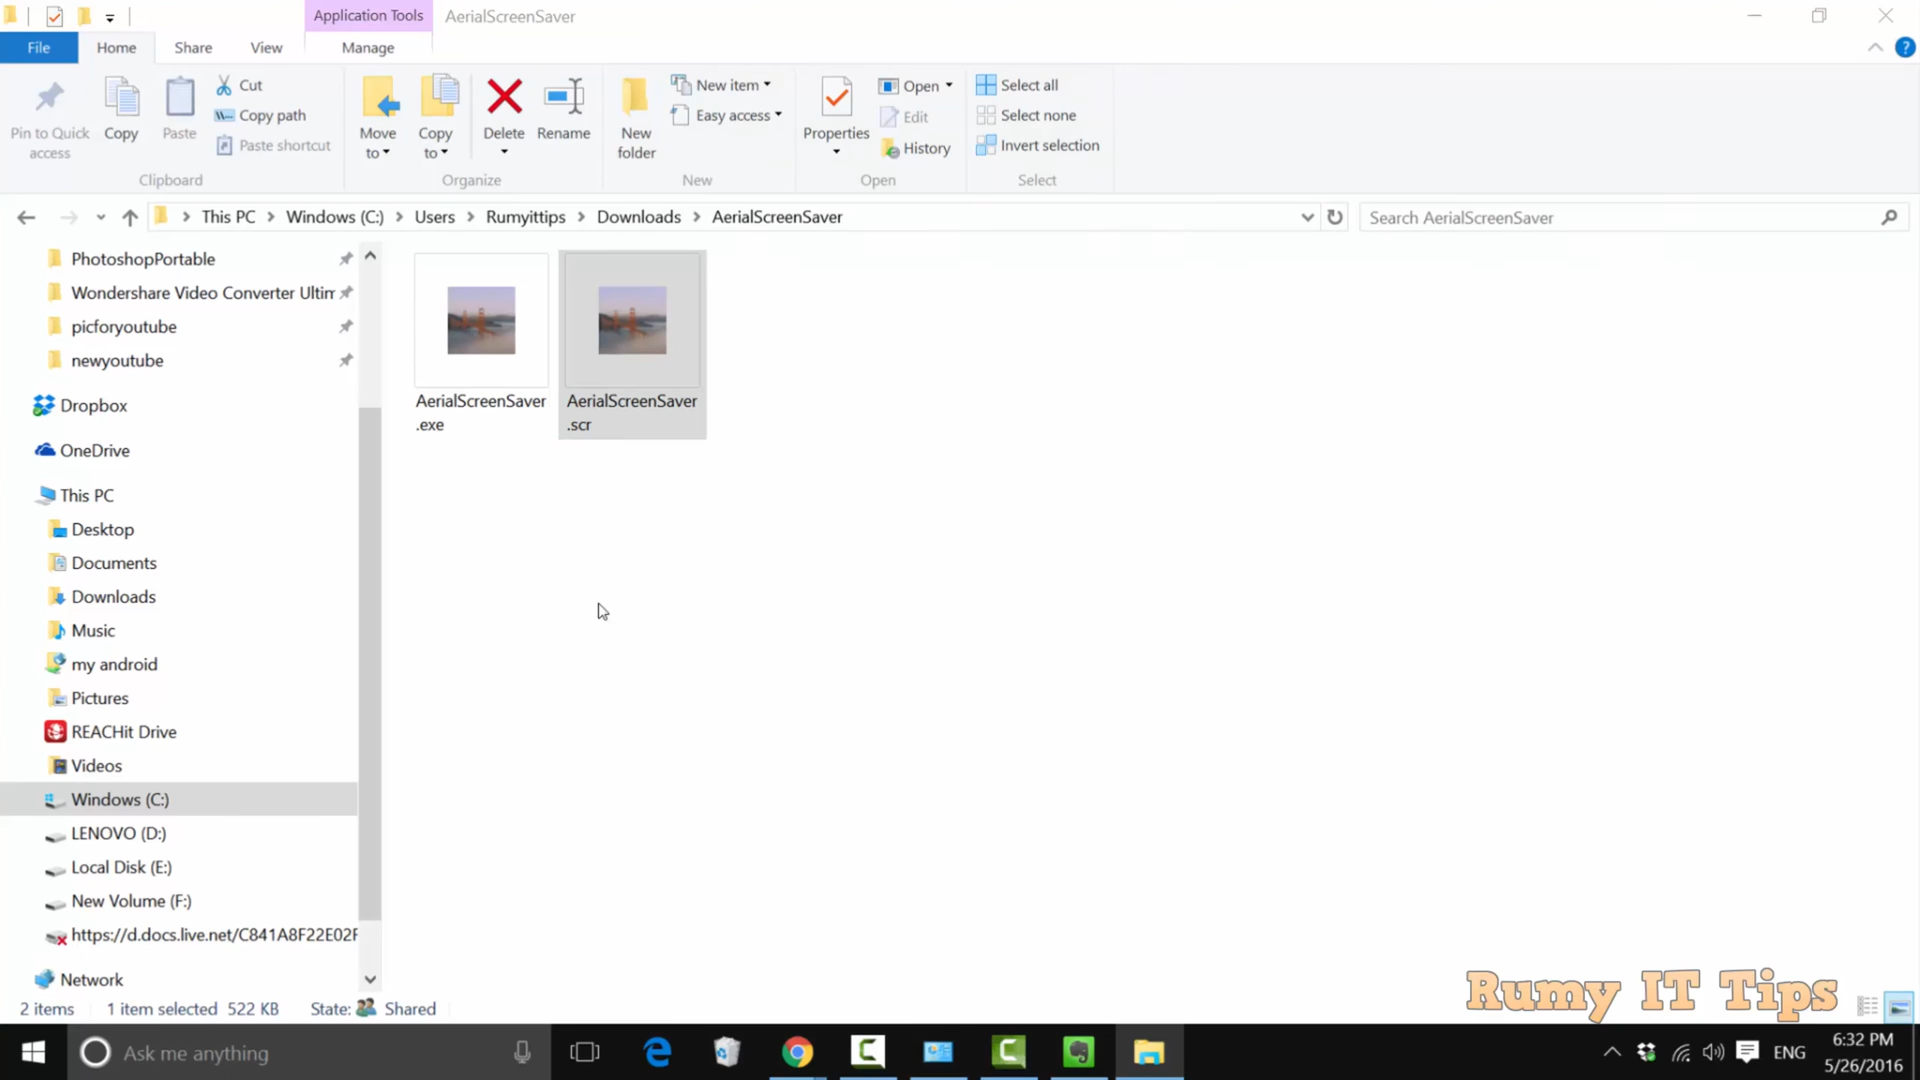 Application Tools
AerialScreenSaver
File
Home
Share
View
Manage
Pin to Quick
access
Copy
Paste
Cut
Copy path
Paste shortcut
Clipboard
Move
to
Copy
to
Delete
Rename
Organize
New
folder
New item
Easy access
New
Properties
Open
Edit
History
Open
Select all
Select none
Invert selection
Select
This PC > Windows (C:) > Users > Rumyittips > Downloads > AerialScreenSaver
Search AerialScreenSaver
PhotoshopPortable
Wondershare Video Converter Ultim
picforyoutube
newyoutube
Dropbox
OneDrive
This PC
Desktop
Documents
Downloads
Music
my android
Pictures
REACHit Drive
Videos
Windows (C:)
LENOVO (D:)
Local Disk (E:)
New Volume (F:)
https://d.docs.live.net/C841A8F22E02F
Network
AerialScreenSaver
.exe
AerialScreenSaver
.scr
2 items
1 item selected 522 KB
State: Shared
Rumy IT Tips
Ask me anything
ENG
6:32 PM
5/26/2016